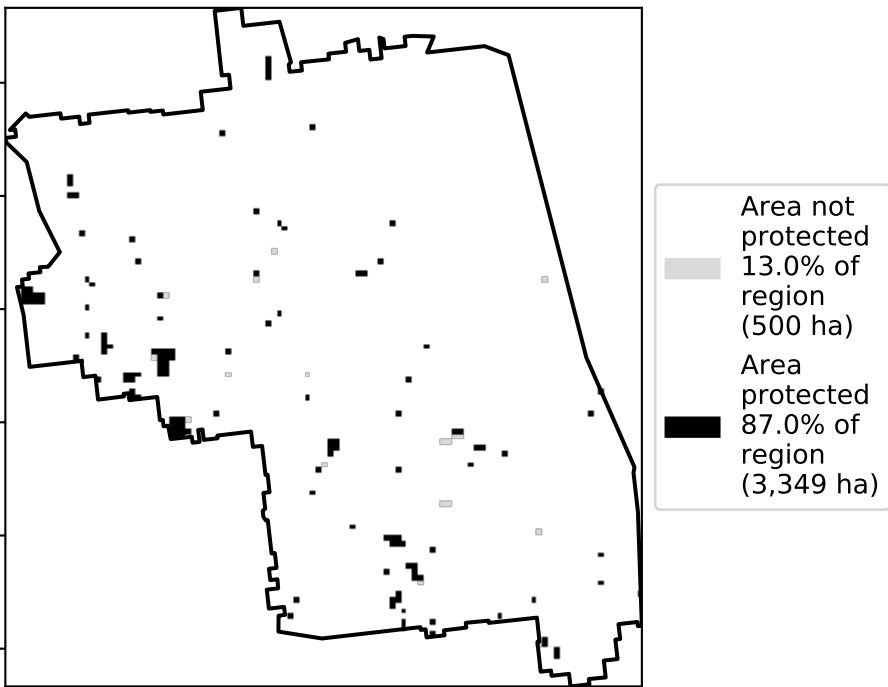 Area not
protected
13.0% of
region
(500 ha)
Area
protected
87.0% of
region
(3,349 ha)